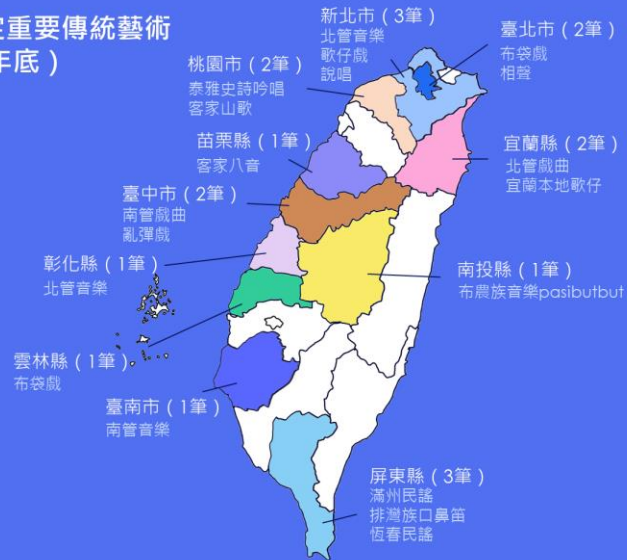 定重要傳統藝術
年底）
新北市（3筆）
北管音樂
歌仔戲
說唱
臺北市（2筆）
布袋戲
相聲
桃園市（2筆）
泰雅史詩吟唱
客家山歌
苗栗縣（1筆）
客家八音
宜蘭縣（2筆）
北管戲曲
宜蘭本地歌仔
臺中市（2筆）
南管戲曲
亂彈戲
彰化縣（1筆）
北管音樂
南投縣（1筆）
布農族音樂pasibutbut
雲林縣（1筆）
布袋戲
臺南市（1筆）
南管音樂
屏東縣（3筆）
滿州民謠
排灣族口鼻笛
恆春民謠